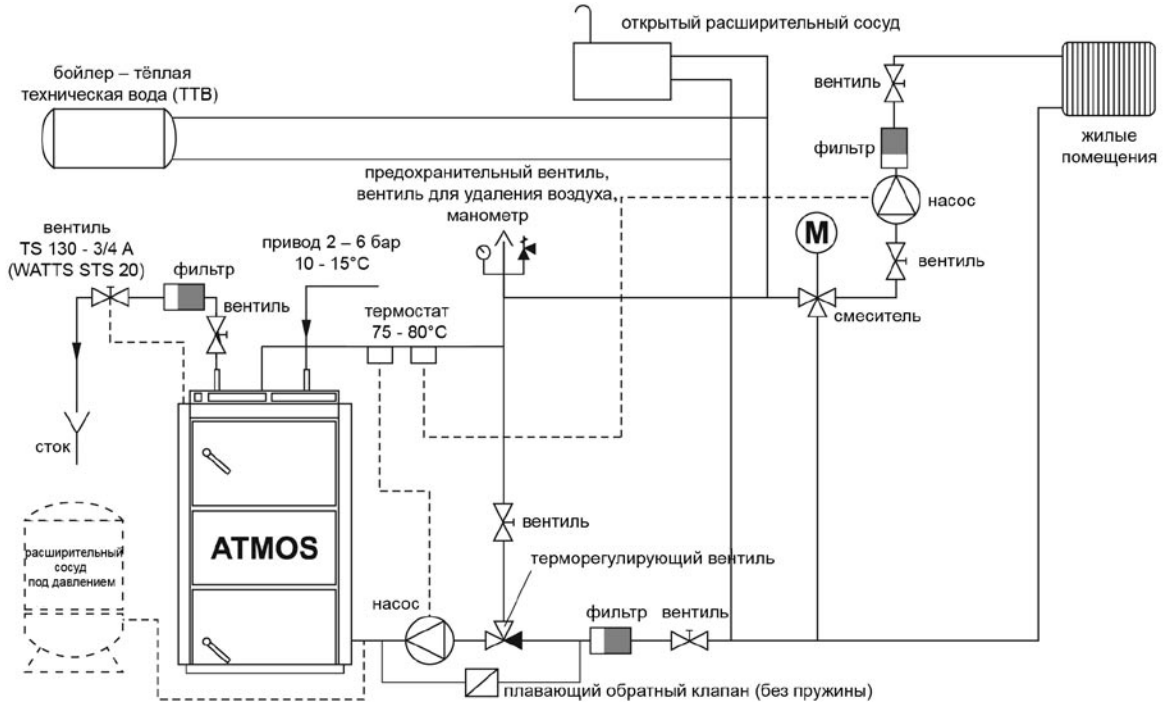 открытый расширительный сосуд
бойлер – тёплая
техническая вода (ТТВ)
вентиль
фильтр
жилые
помещения
насос
вентиль
предохранительный вентиль,
вентиль для удаления воздуха,
манометр
M
смеситель
вентиль
TS 130 - 3/4 A
(WATTS STS 20)
фильтр
вентиль
привод 2 – 6 бар
10 - 15°C
термостат
75 - 80°C
сток
ATMOS
расширительный
сосуд
под давлением
вентиль
терморегулирующий вентиль
насос
фильтр
вентиль
плавающий обратный клапан (без пружины)